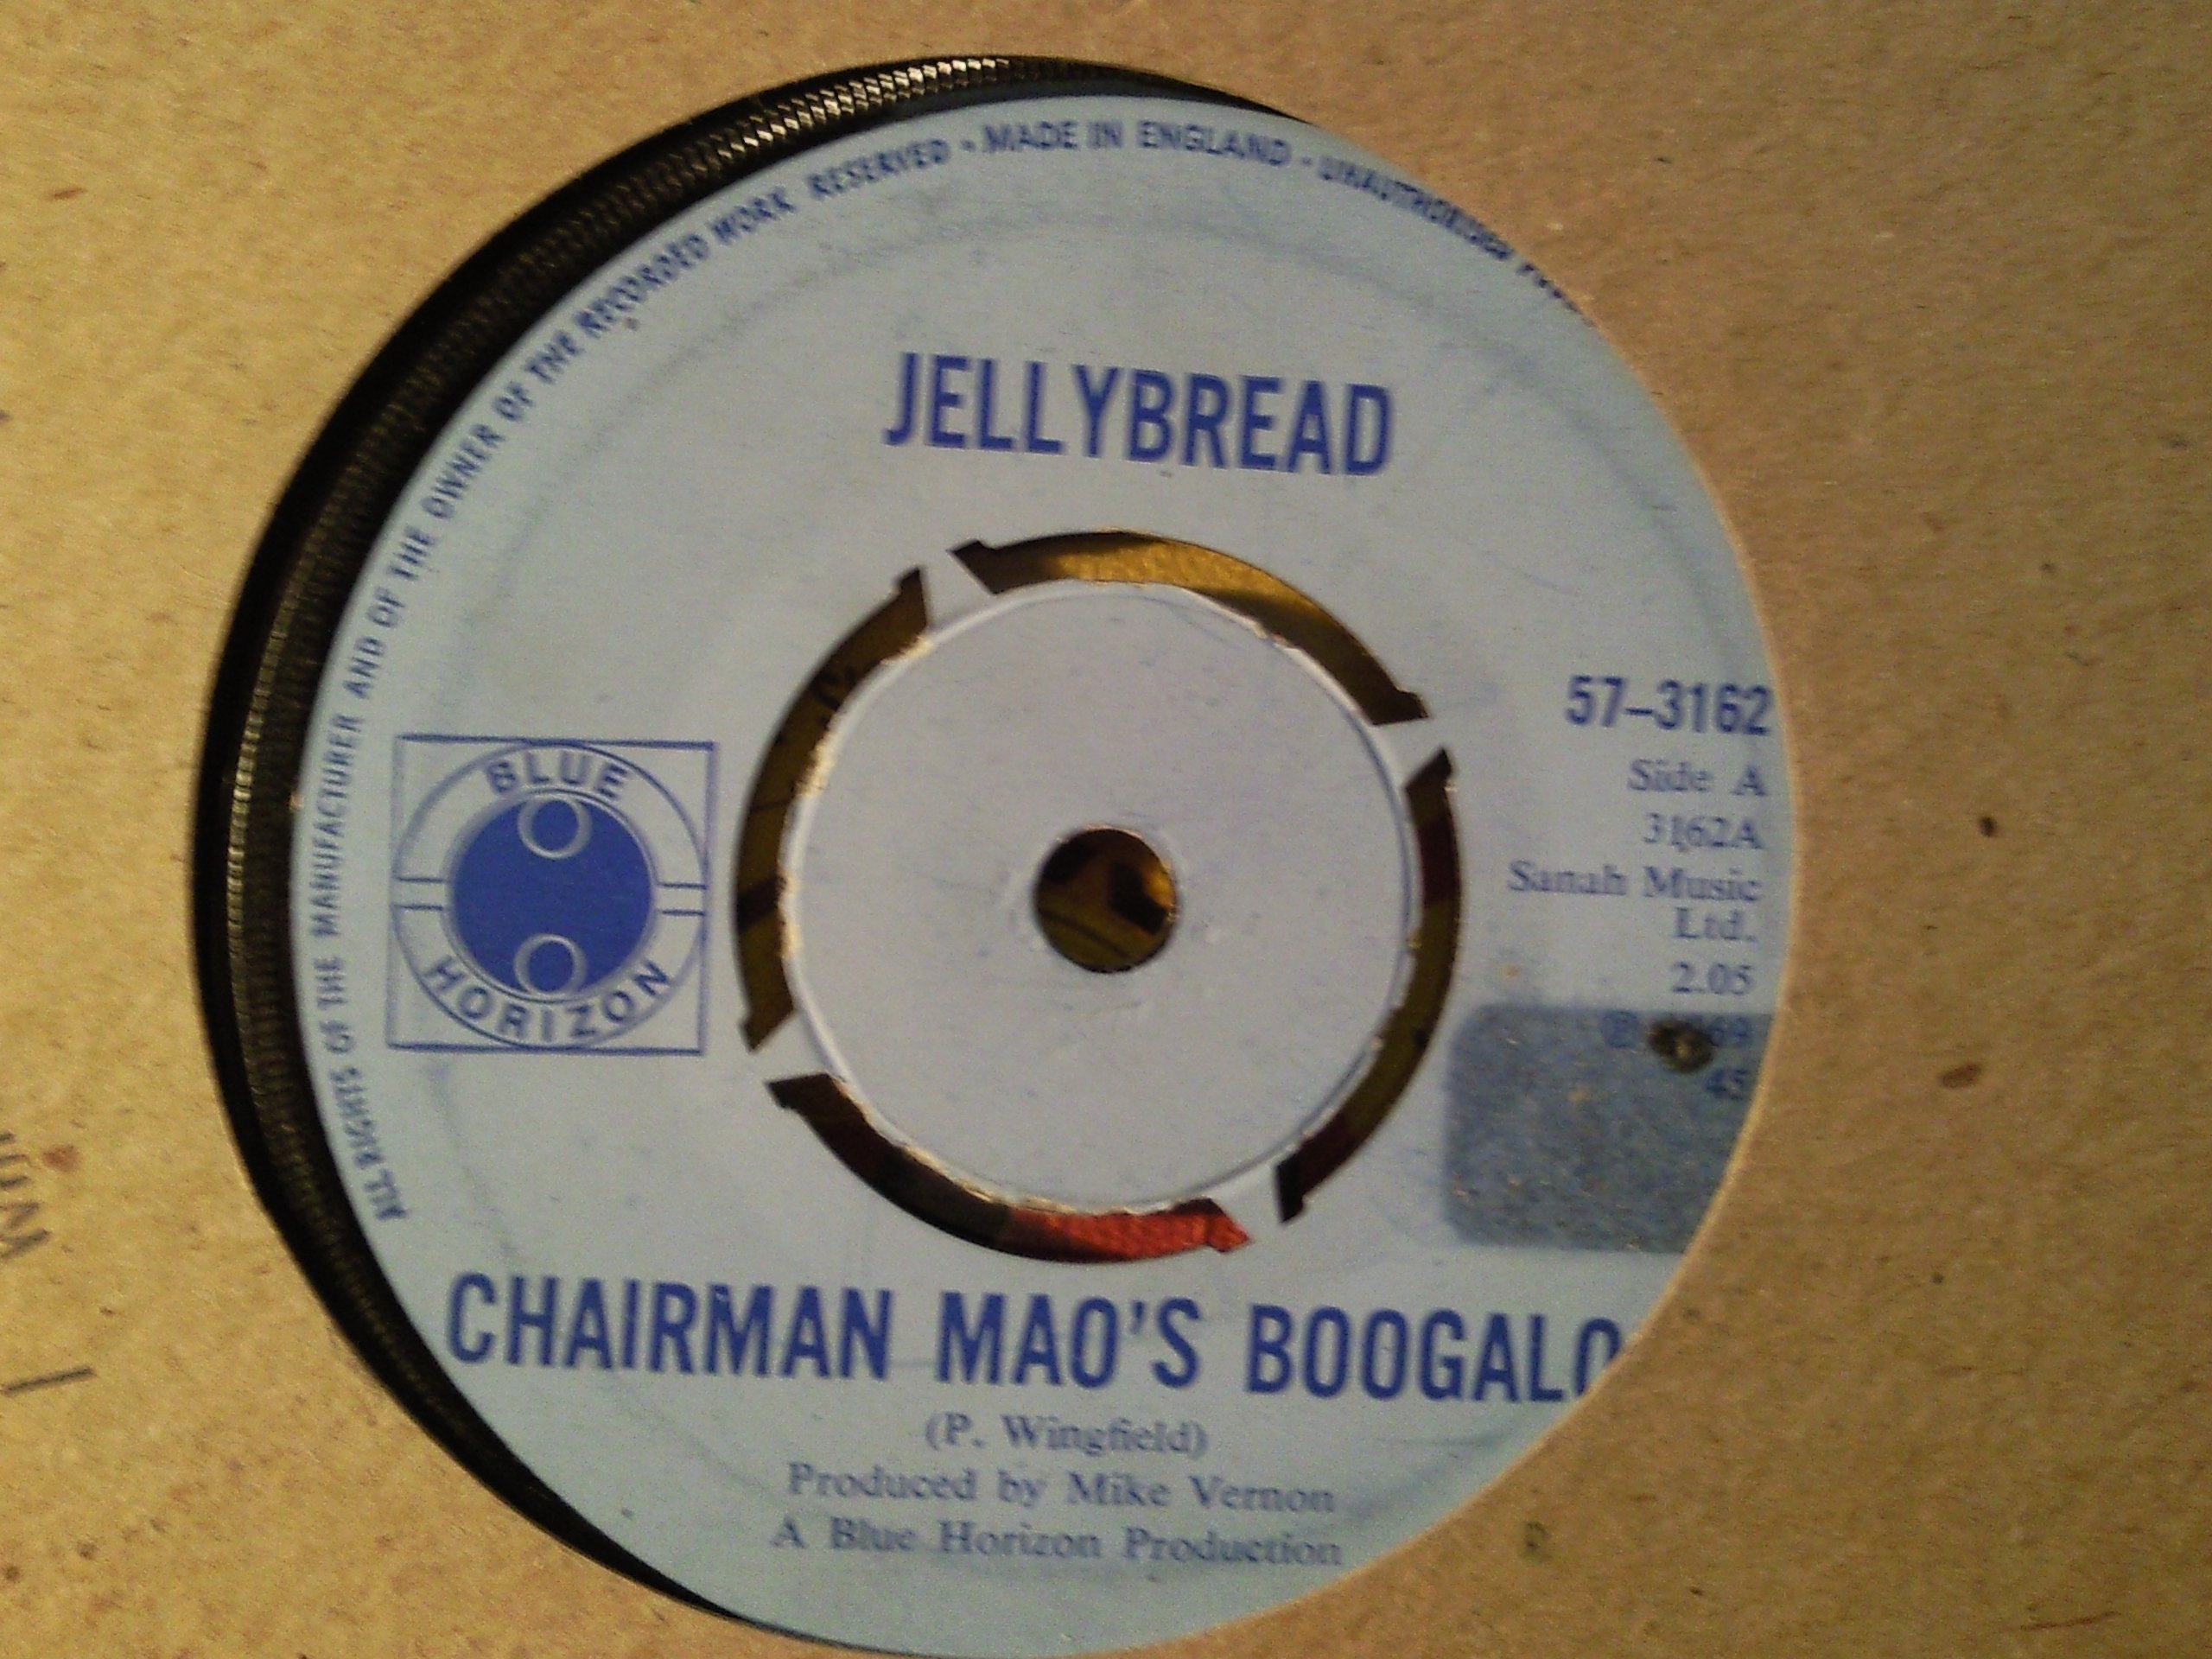 ALL RIGHTS OF THE MANUFACTURER AND OF THE OWNER OF THE RECORDED WORK RESERVED • MADE IN ENGLAND • UNAUTHORISED
JELLYBREAD
BLUE
HORIZON
57-3162
Side A
3162A
Sanah Music
Ltd.
2.05
45
CHAIRMAN MAO'S BOOGALO
(P. Wingfield)
Produced by Mike Vernon
A Blue Horizon Production